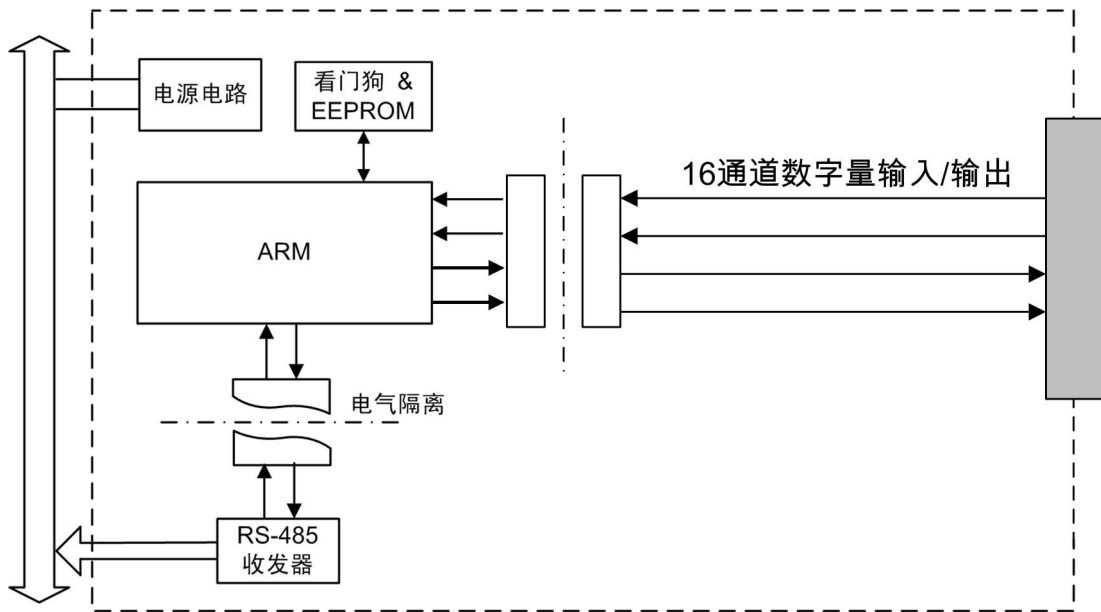 电源电路
看门狗 &
EEPROM
16通道数字量输入/输出
ARM
电气隔离
RS-485
收发器